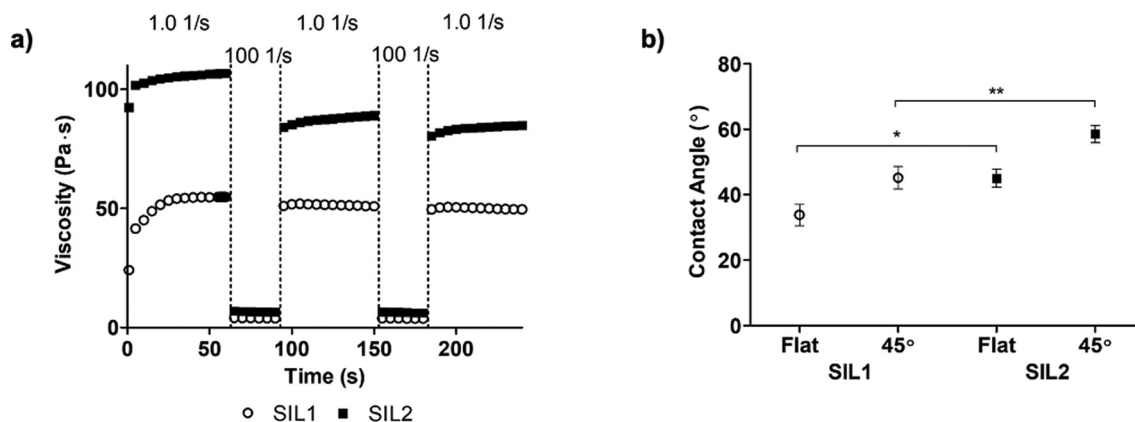 a)
1.0 1/s
100 1/s
1.0 1/s
100 1/s
1.0 1/s
Viscosity (Pa·s)
100
50
0
0 50 100 150 200
Time (s)
SIL1 SIL2
b)
Contact Angle (°)
80
60
40
20
0
*
**
Flat 45° Flat 45°
SIL1 SIL2